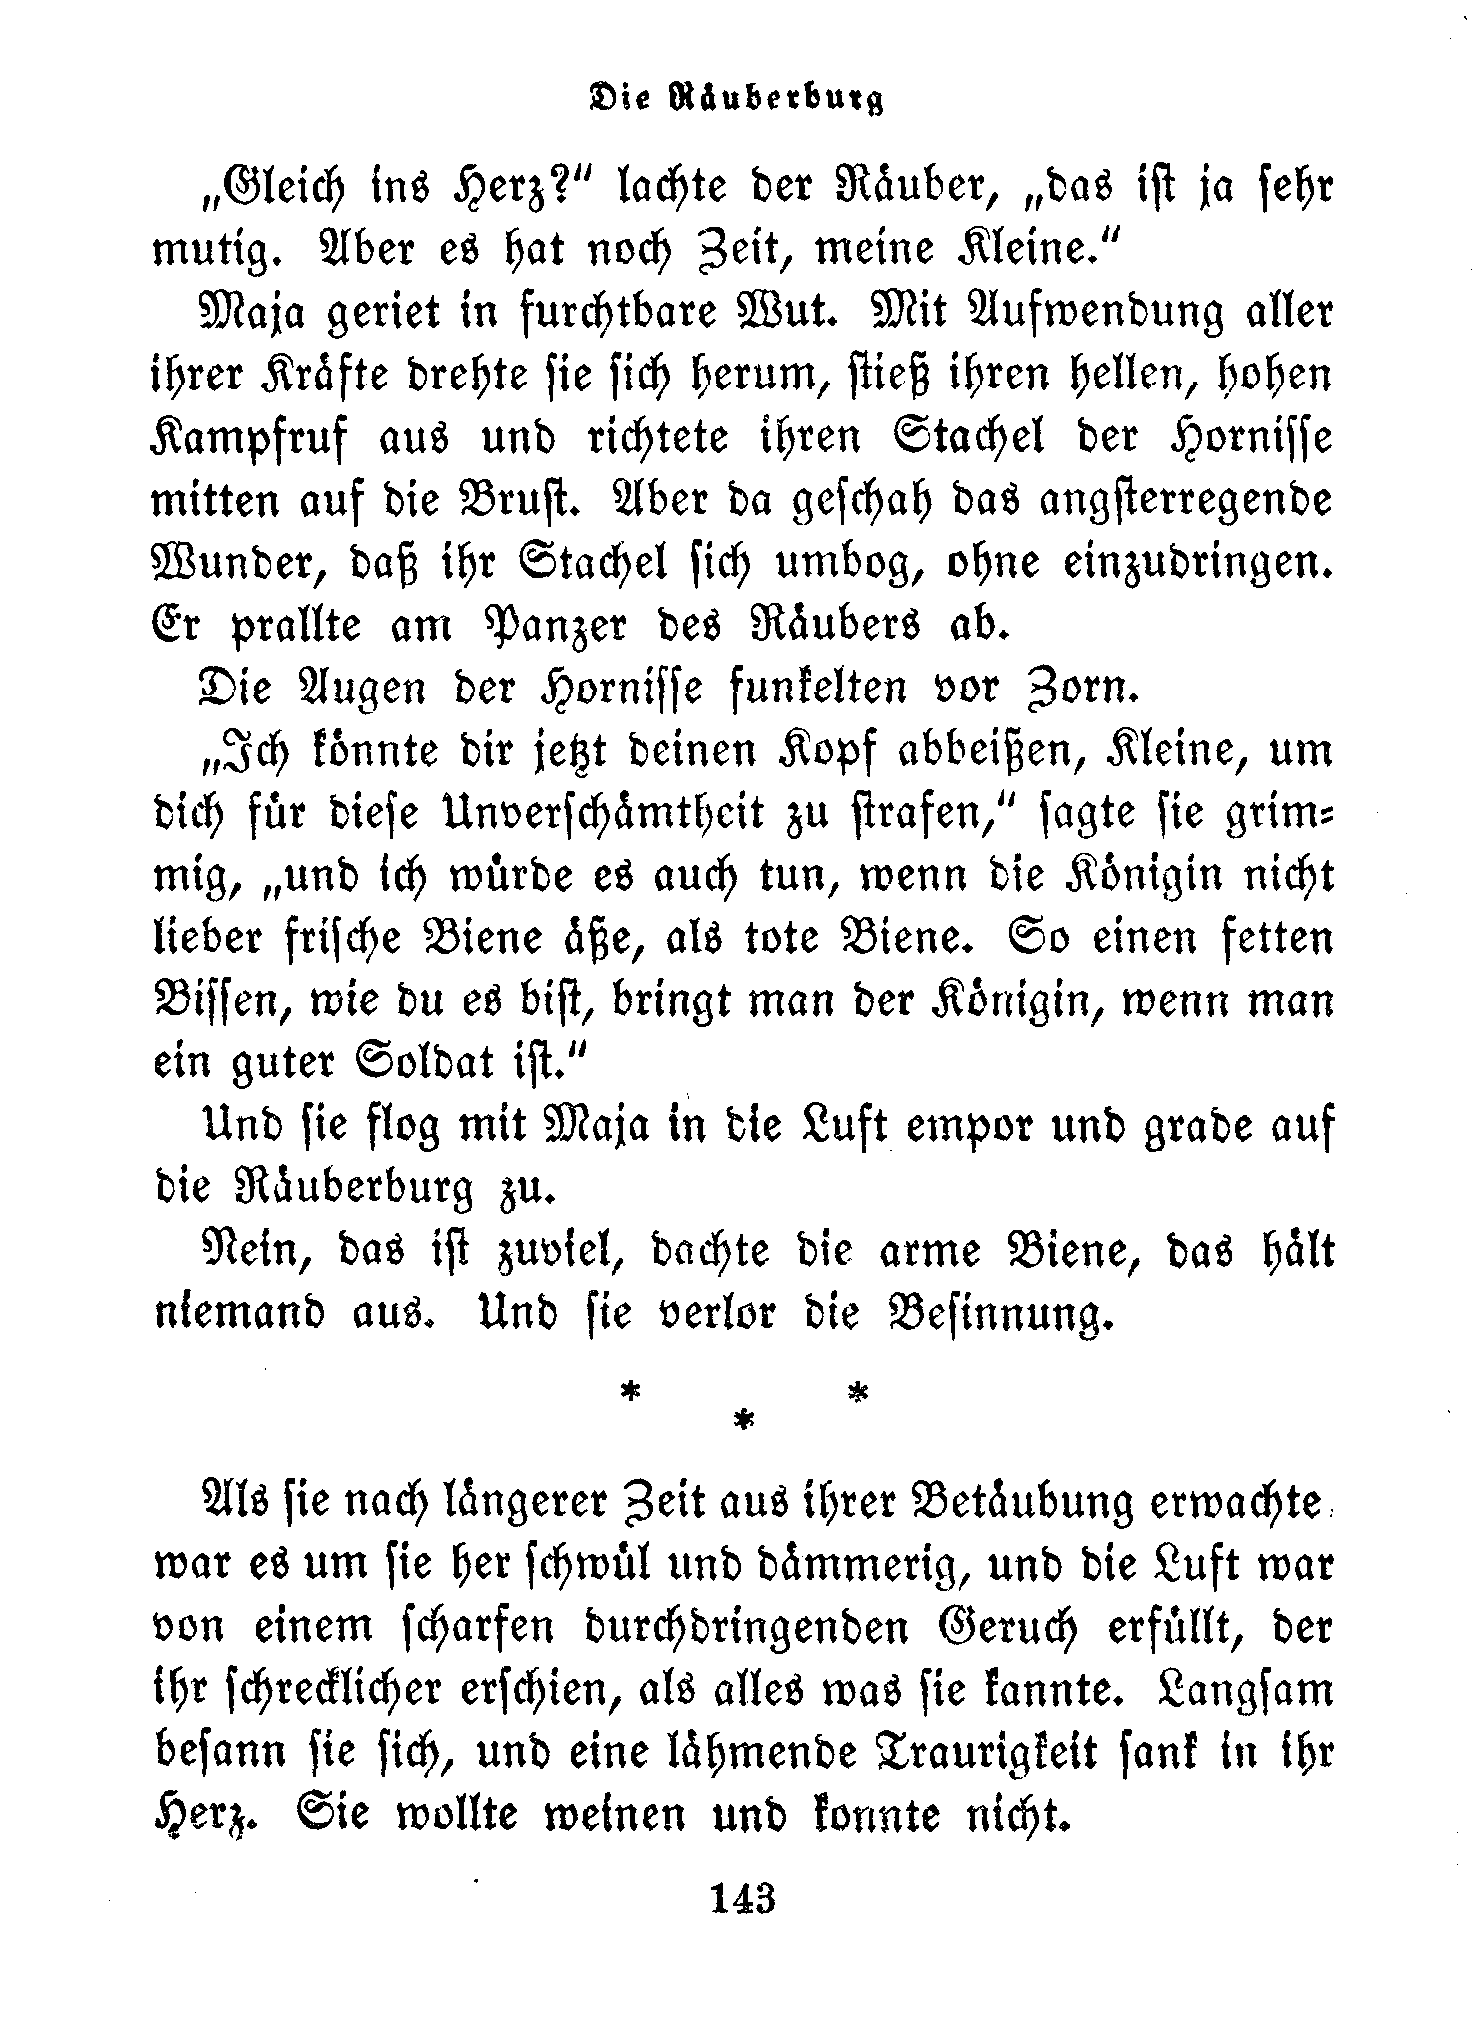 Die Räuberburg
„Gleich ins Herz?“ lachte der Räuber, „das ist ja sehr
mutig. Aber es hat noch Zeit, meine Kleine.“
Maja geriet in furchtbare Wut. Mit Aufwendung aller
ihrer Kräfte drehte sie sich herum, stieß ihren hellen, hohen
Kampfruf aus und richtete ihren Stachel der Hornisse
mitten auf die Brust. Aber da geschah das angsterregende
Wunder, daß ihr Stachel sich umbog, ohne einzudringen.
Er prallte am Panzer des Räubers ab.
Die Augen der Hornisse funkelten vor Zorn.
„Ich könnte dir jetzt deinen Kopf abbeißen, Kleine, um
dich für diese Unverschämtheit zu strafen,“ sagte sie grim-
mig, „und ich würde es auch tun, wenn die Königin nicht
lieber frische Biene äße, als tote Biene. So einen fetten
Bissen, wie du es bist, bringt man der Königin, wenn man
ein guter Soldat ist.“
Und sie flog mit Maja in die Luft empor und grade auf
die Räuberburg zu.
Nein, das ist zuviel, dachte die arme Biene, das hält
niemand aus. Und sie verlor die Besinnung.
* * *
Als sie nach längerer Zeit aus ihrer Betäubung erwachte
war es um sie her schwül und dämmerig, und die Luft war
von einem scharfen durchdringenden Geruch erfüllt, der
ihr schrecklicher erschien, als alles was sie kannte. Langsam
besann sie sich, und eine lähmende Traurigkeit sank in ihr
Herz. Sie wollte weinen und konnte nicht.
143